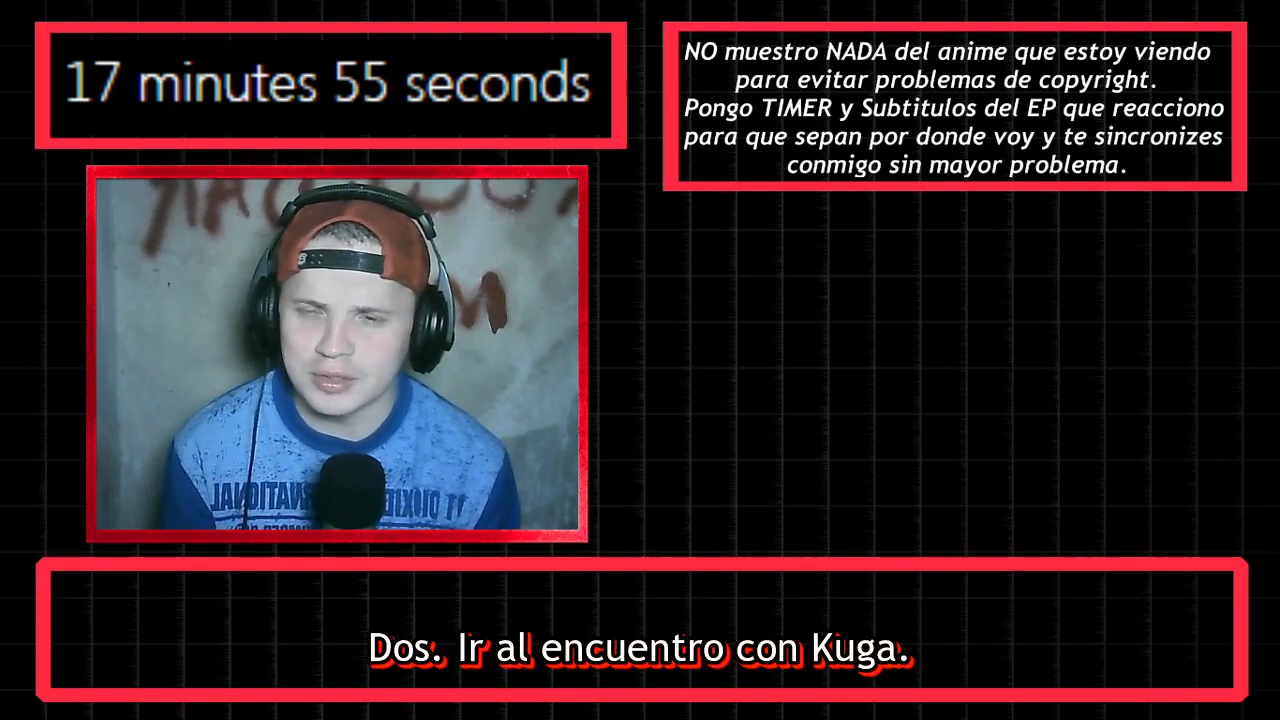 17 minutes 55 seconds
NO muestro NADA del anime que estoy viendo
para evitar problemas de copyright.
Pongo TIMER y Subtitulos del EP que reacciono
para que sepan por donde voy y te sincronizes
conmigo sin mayor problema.
Dos. Ir al encuentro con Kuga.